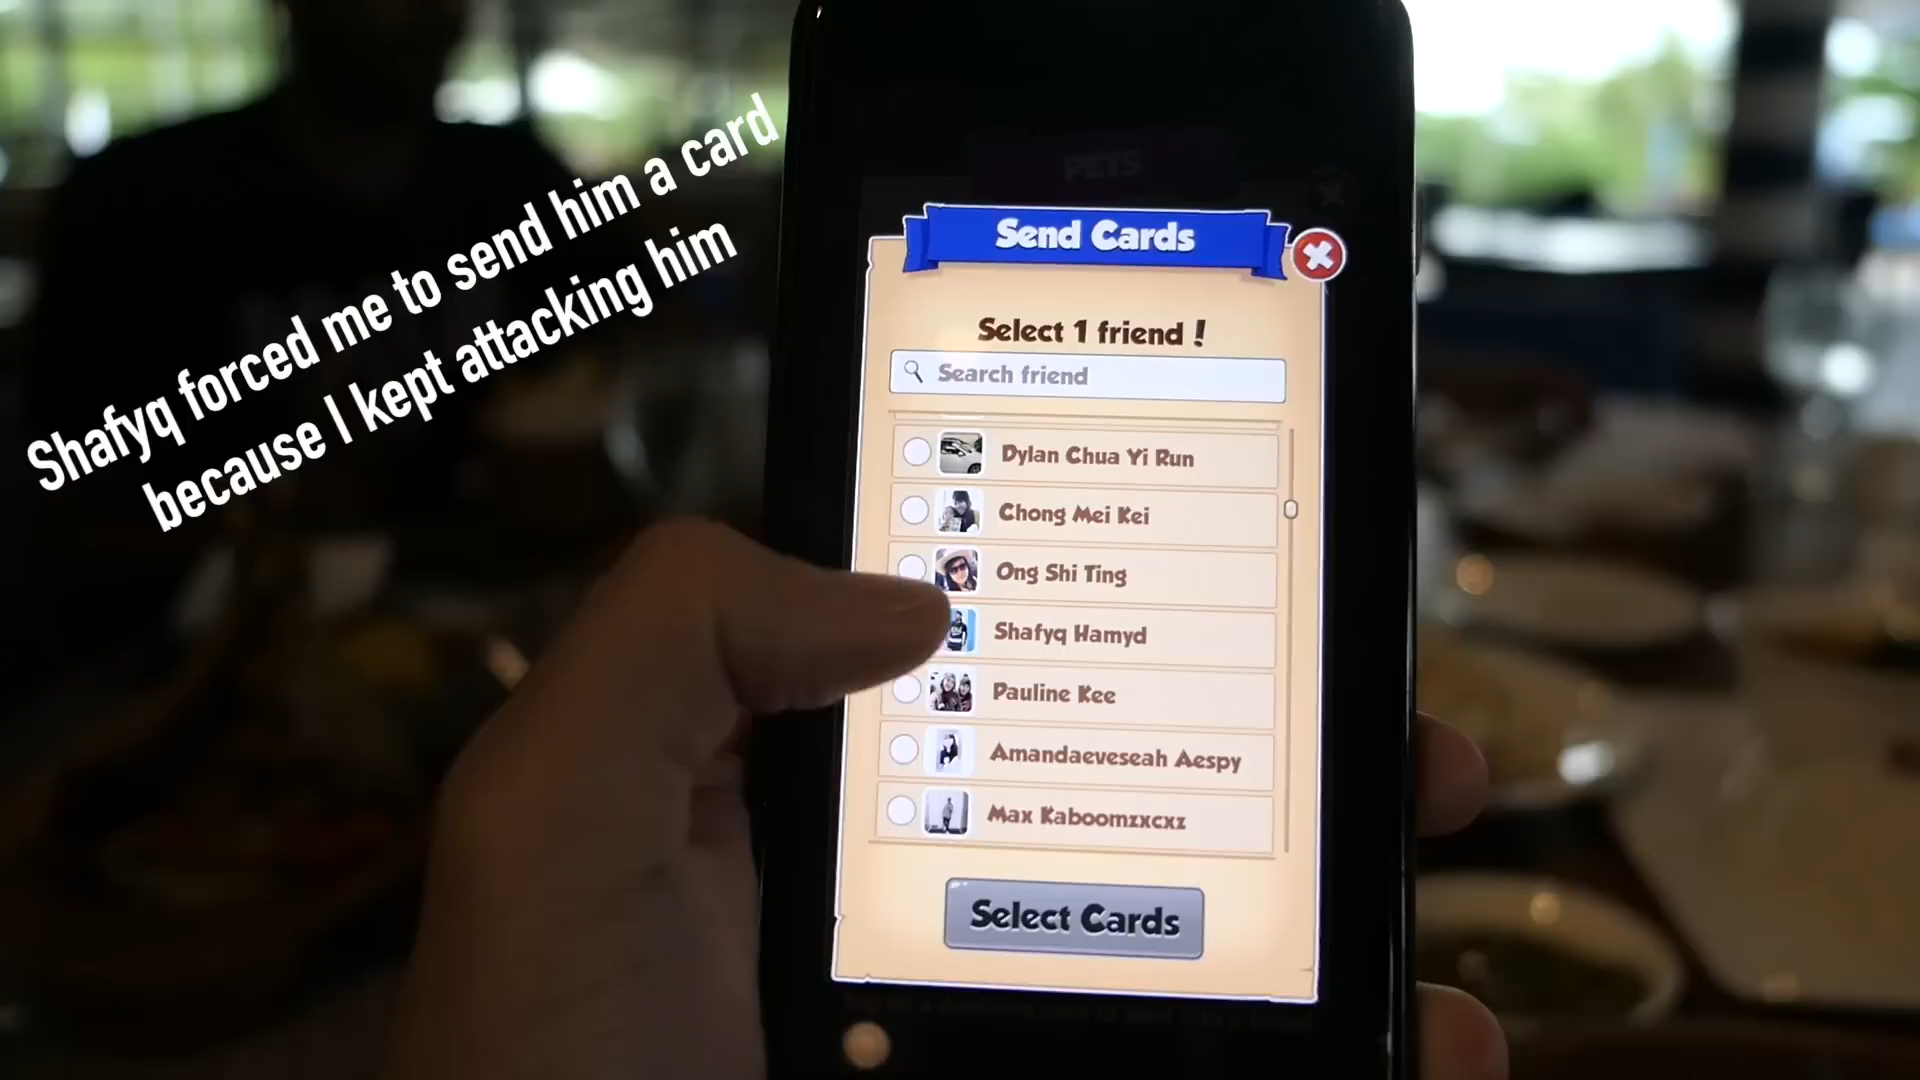 Shafyq forced me to send him a card
because I kept attacking him
PETS
Send Cards
Select 1 friend !
Search friend
Dylan Chua Yi Run
Chong Mei Kei
Ong Shi Ting
Shafyq Hamyd
Pauline Kee
Amandaeveseah Aespy
Max Kaboomzxcxz
Select Cards